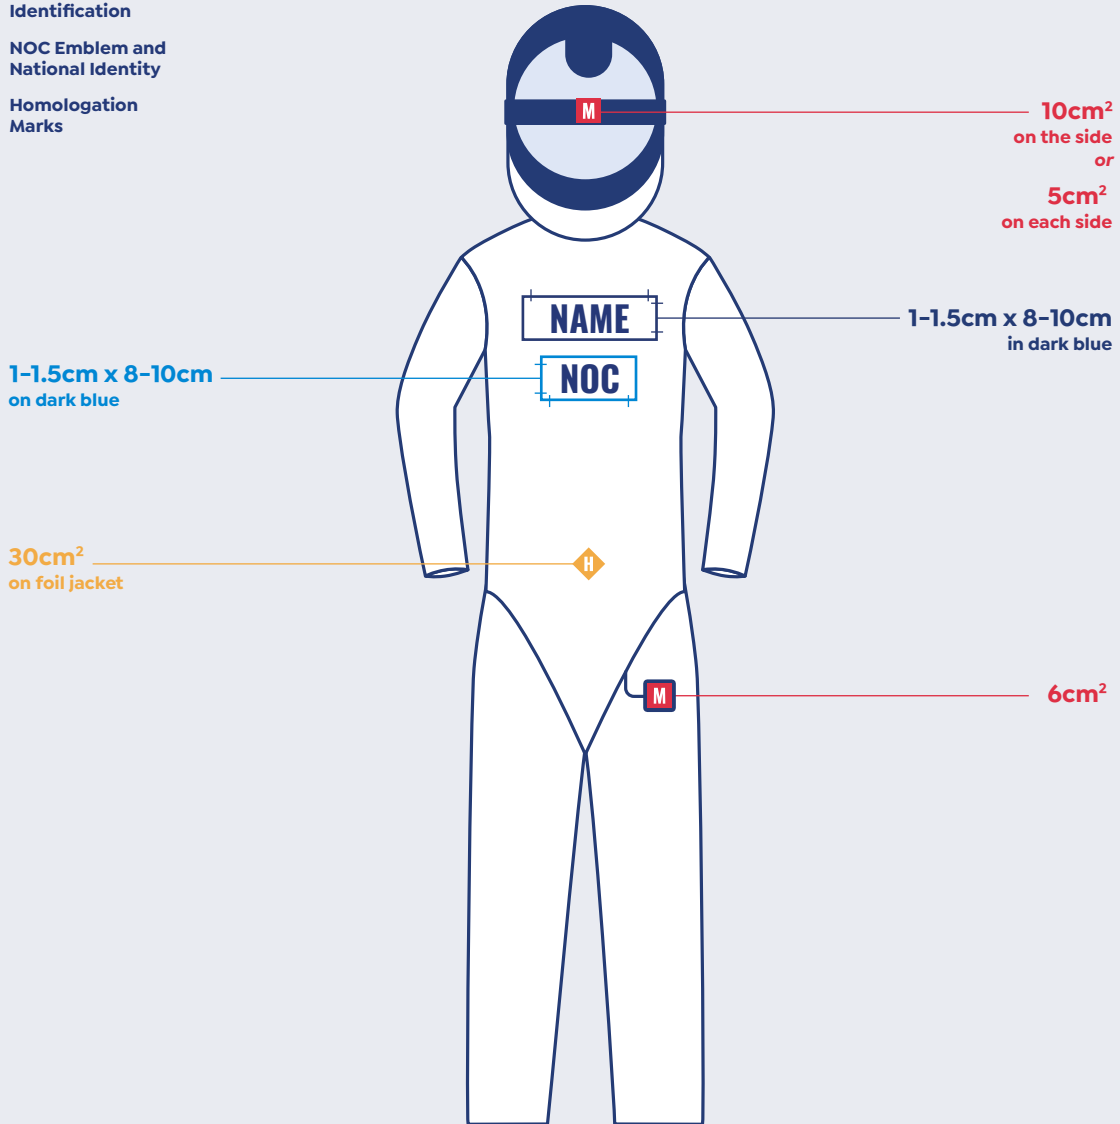 Identification
NOC Emblem and
National Identity
Homologation
Marks
M
10cm²
on the side
or
5cm²
on each side
NAME
1-1.5cm x 8-10cm
in dark blue
1-1.5cm x 8-10cm
on dark blue
NOC
30cm²
on foil jacket
H
M
6cm²